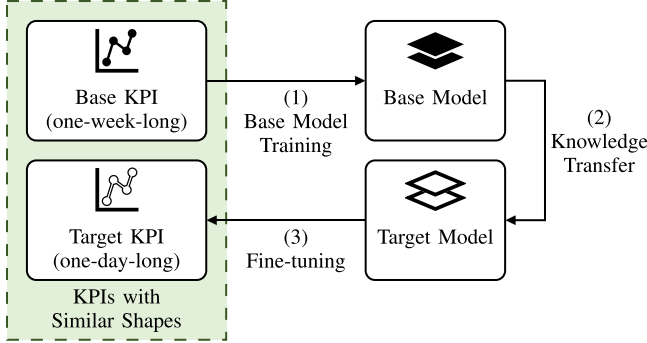 Base KPI
(one-week-long)
(1)
Base Model
Training
Base Model
(2)
Knowledge
Transfer
Target KPI
(one-day-long)
(3)
Fine-tuning
Target Model
KPIs with
Similar Shapes